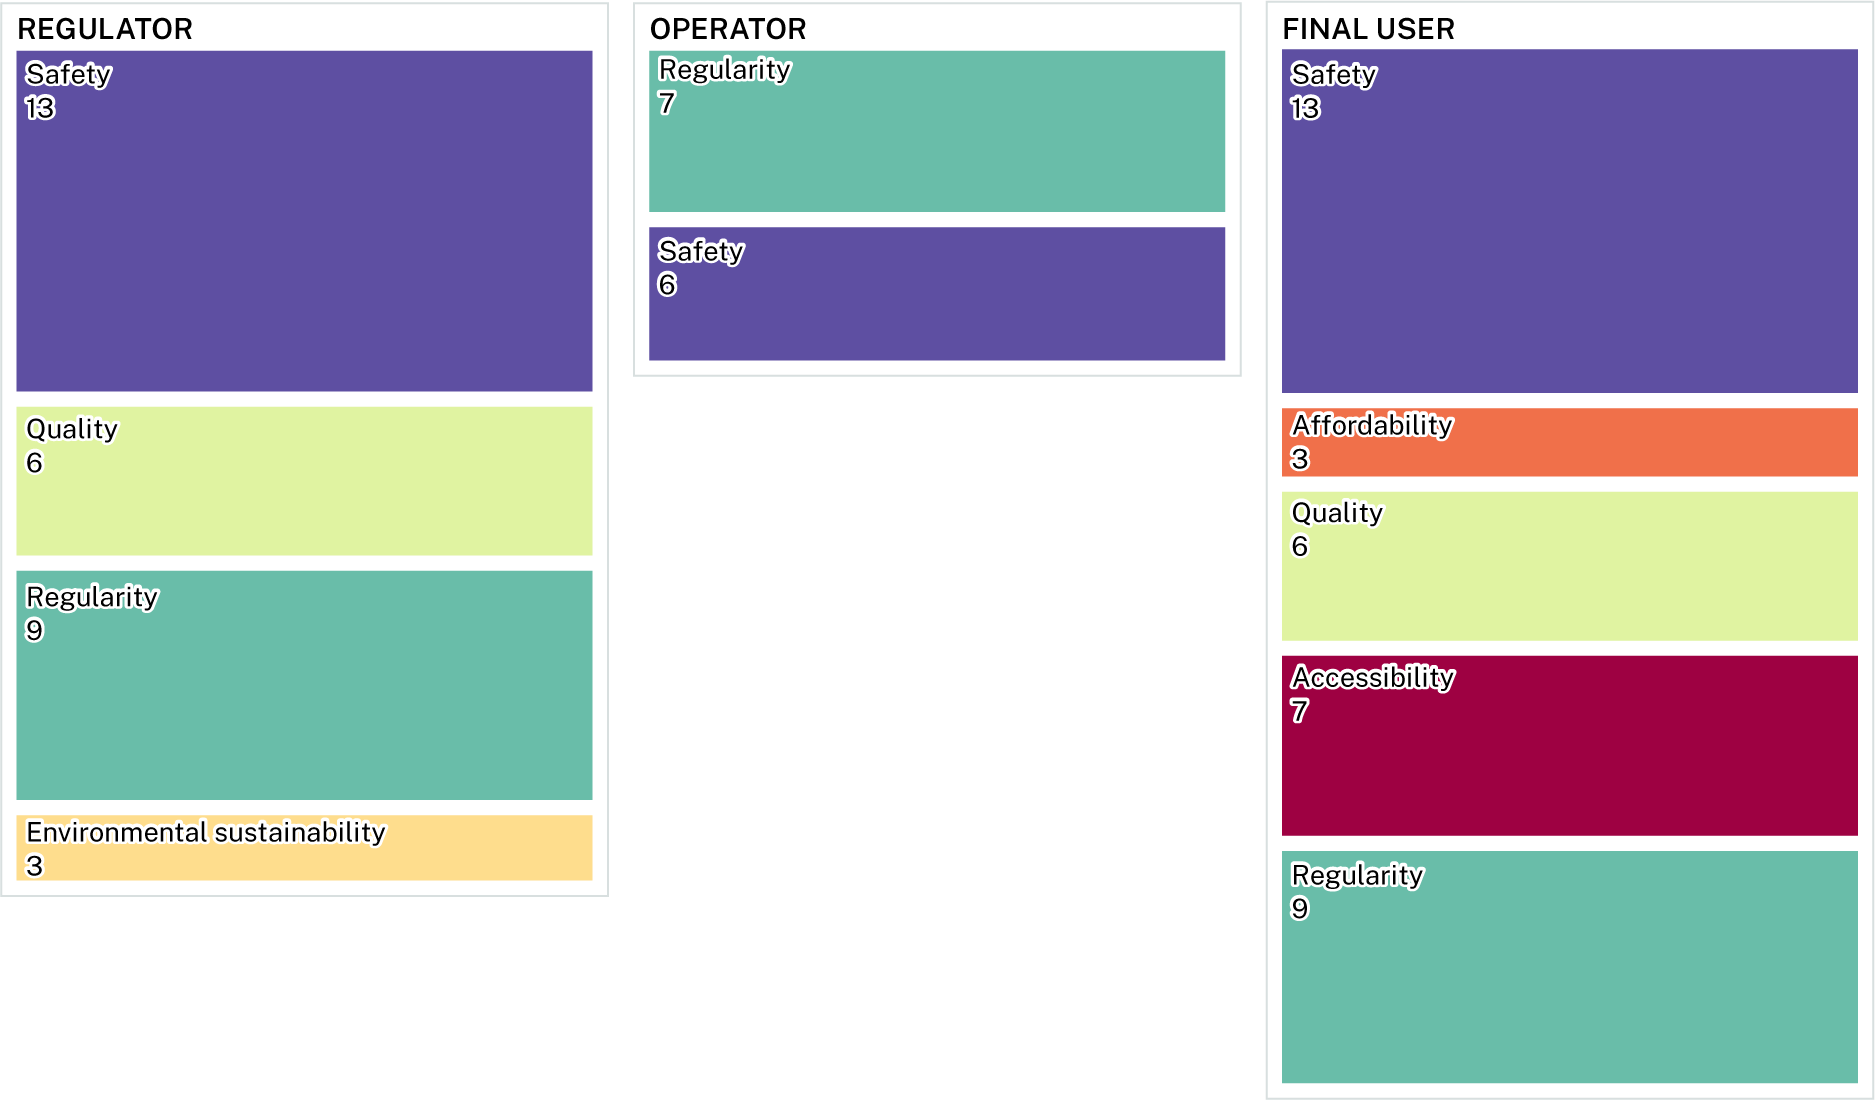 REGULATOR
Safety
13
Quality
6
Regularity
9
Environmental sustainability
3
OPERATOR
Regularity
7
Safety
6
FINAL USER
Safety
13
Affordability
3
Quality
6
Accessibility
7
Regularity
9